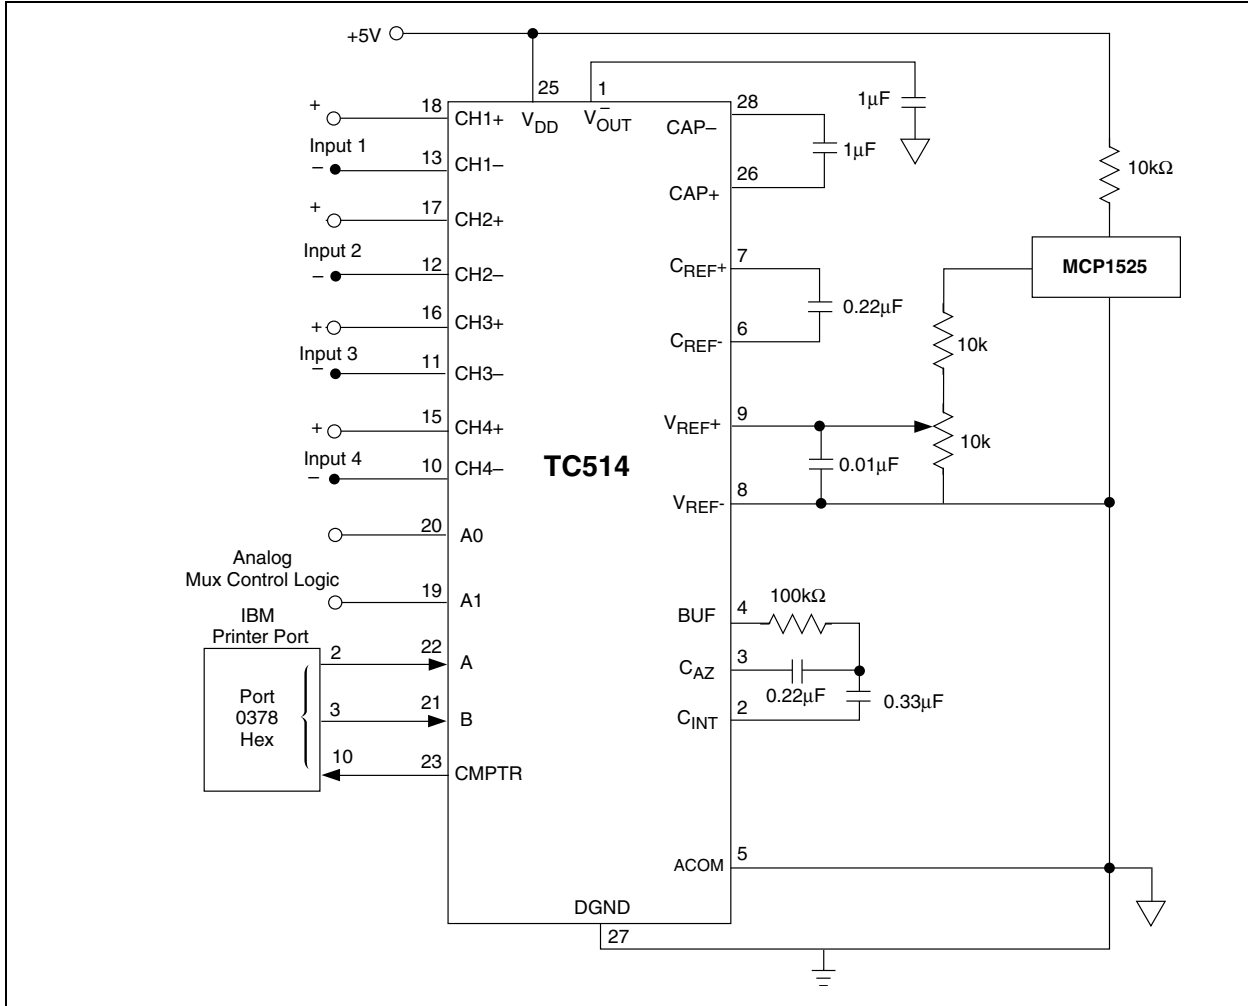 +5V
25
1
V_DD
V_OUT^–
1µF
+
18
CH1+
Input 1
–
13
CH1–
+
17
CH2+
Input 2
–
12
CH2–
+
16
CH3+
Input 3
–
11
CH3–
+
15
CH4+
Input 4
–
10
CH4–
20
A0
Analog
Mux Control Logic
19
A1
IBM
Printer Port
Port
0378
Hex
2
22
A
3
21
B
10
23
CMPTR
TC514
28
CAP–
1µF
26
CAP+
7
C_REF+
0.22µF
6
C_REF-
9
V_REF+
0.01µF
8
V_REF-
10kΩ
MCP1525
10k
10k
BUF
4
100kΩ
C_AZ
3
0.22µF
0.33µF
C_INT
2
ACOM
5
DGND
27